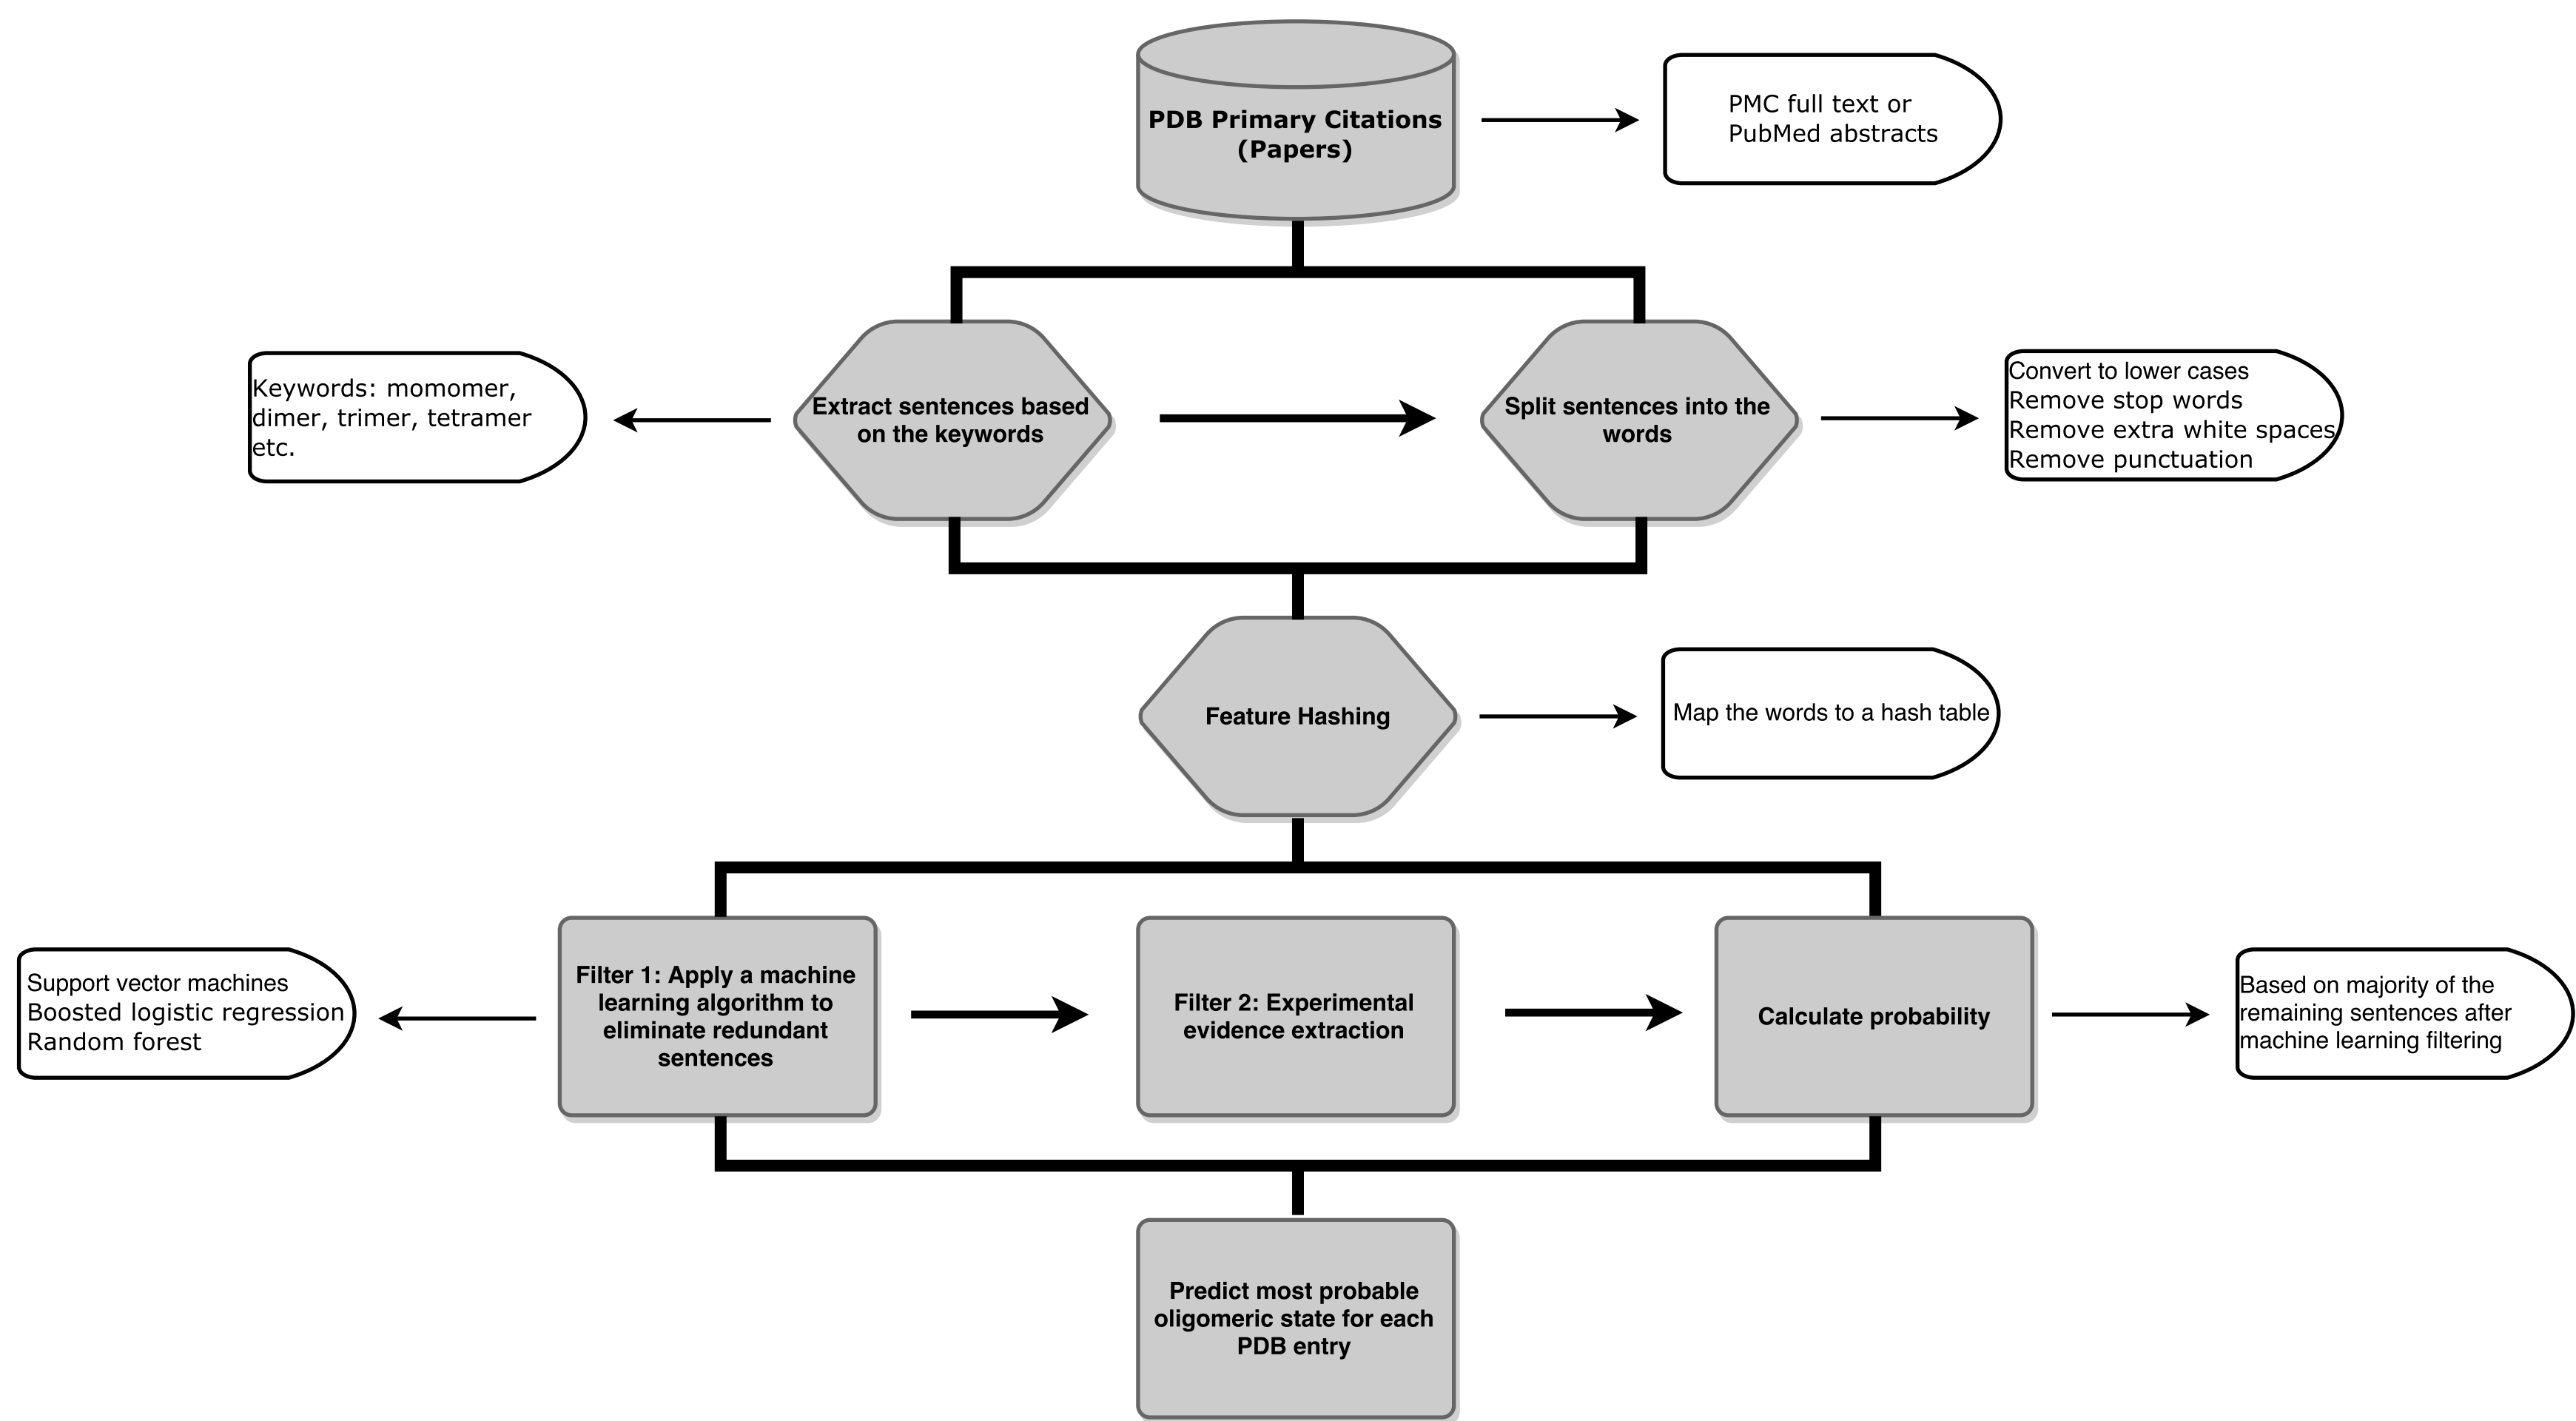 PDB Primary Citations
(Papers)
PMC full text or
PubMed abstracts
Keywords: momomer,
dimer, trimer, tetramer
etc.
Extract sentences based
on the keywords
Split sentences into the
words
Convert to lower cases
Remove stop words
Remove extra white spaces
Remove punctuation
Feature Hashing
Map the words to a hash table
Support vector machines
Boosted logistic regression
Random forest
Filter 1: Apply a machine
learning algorithm to
eliminate redundant
sentences
Filter 2: Experimental
evidence extraction
Calculate probability
Based on majority of the
remaining sentences after
machine learning filtering
Predict most probable
oligomeric state for each
PDB entry